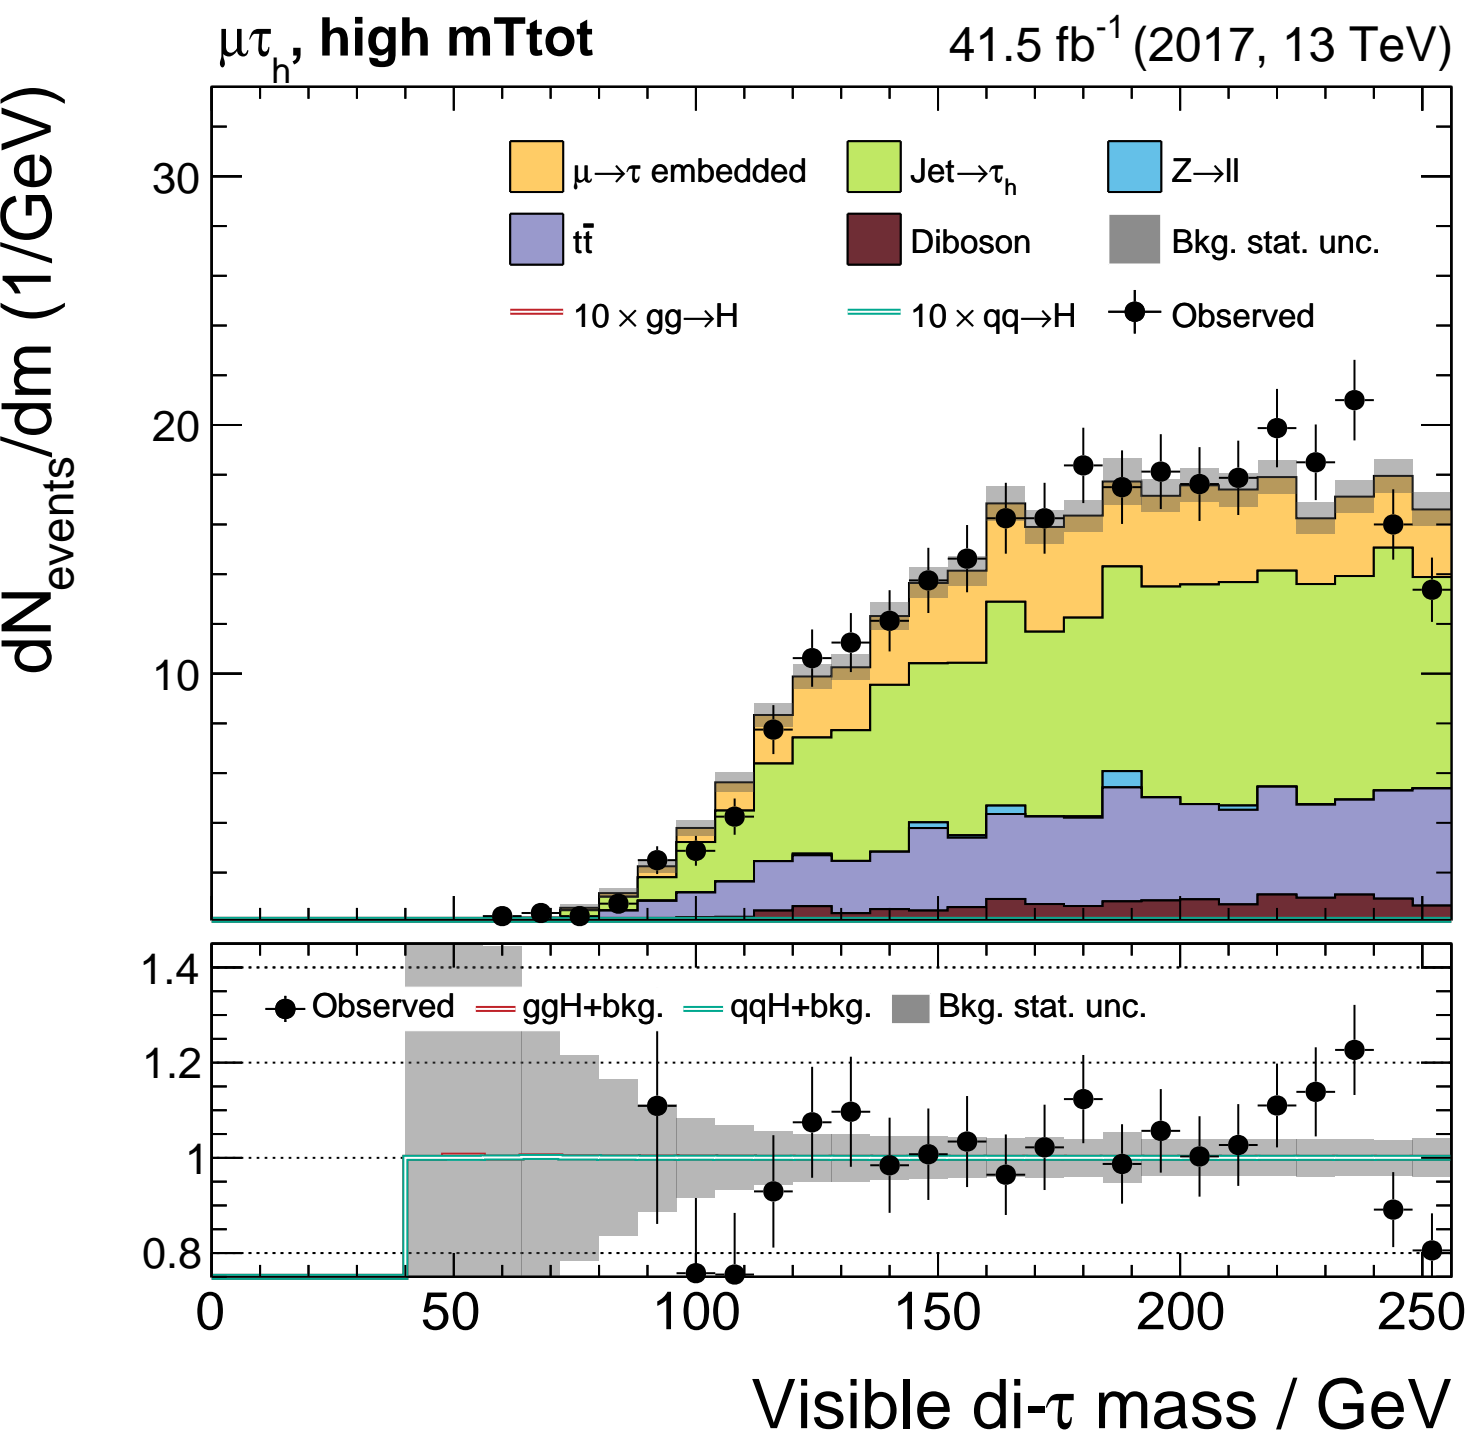 μτₕ, high mTtot 41.5 fb⁻¹ (2017, 13 TeV)
dN_events/dm (1/GeV)
30
20
10
μ→τ embedded Jet→τₕ Z→ll
tt̄ Diboson Bkg. stat. unc.
10 × gg→H 10 × qq→H Observed
1.4
1.2
1
0.8
Observed ggH+bkg. qqH+bkg. Bkg. stat. unc.
0 50 100 150 200 250
Visible di-τ mass / GeV